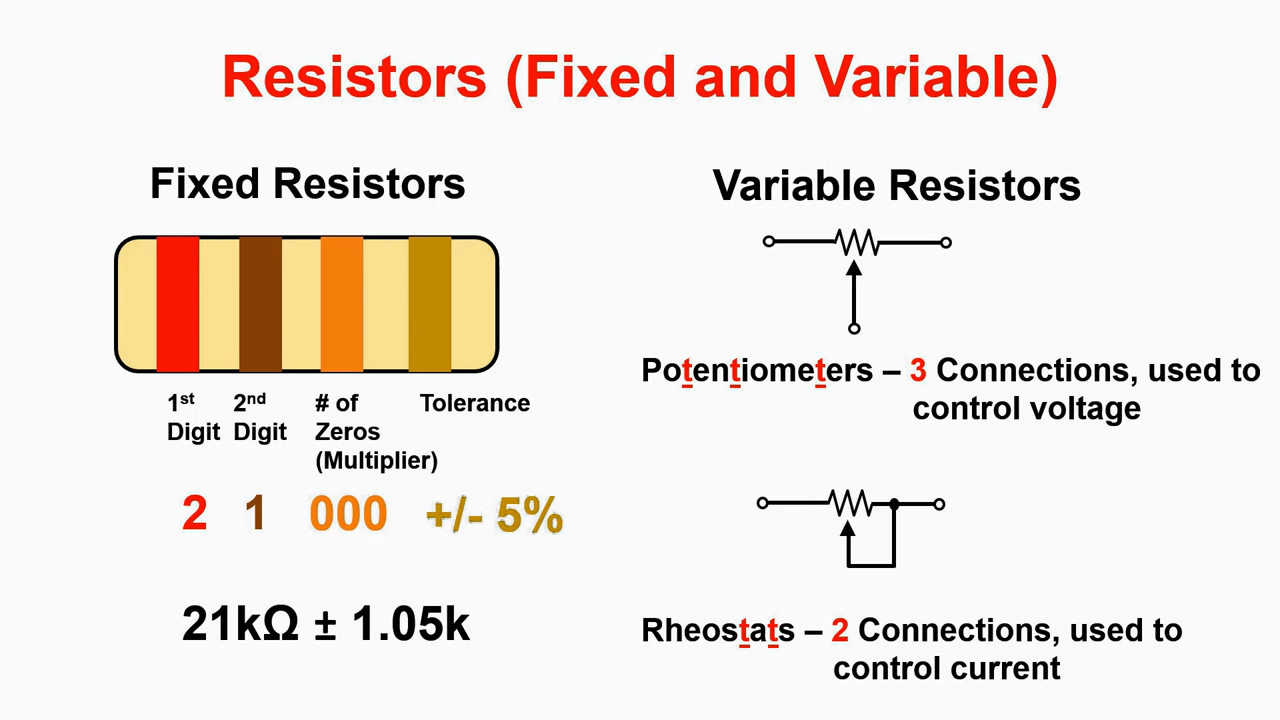 Resistors (Fixed and Variable)
Fixed Resistors
1st Digit
2nd Digit
# of Zeros (Multiplier)
Tolerance
2 1 000 +/- 5%
21kΩ ± 1.05k
Variable Resistors
Potentiometers – 3 Connections, used to
control voltage
Rheostats – 2 Connections, used to
control current